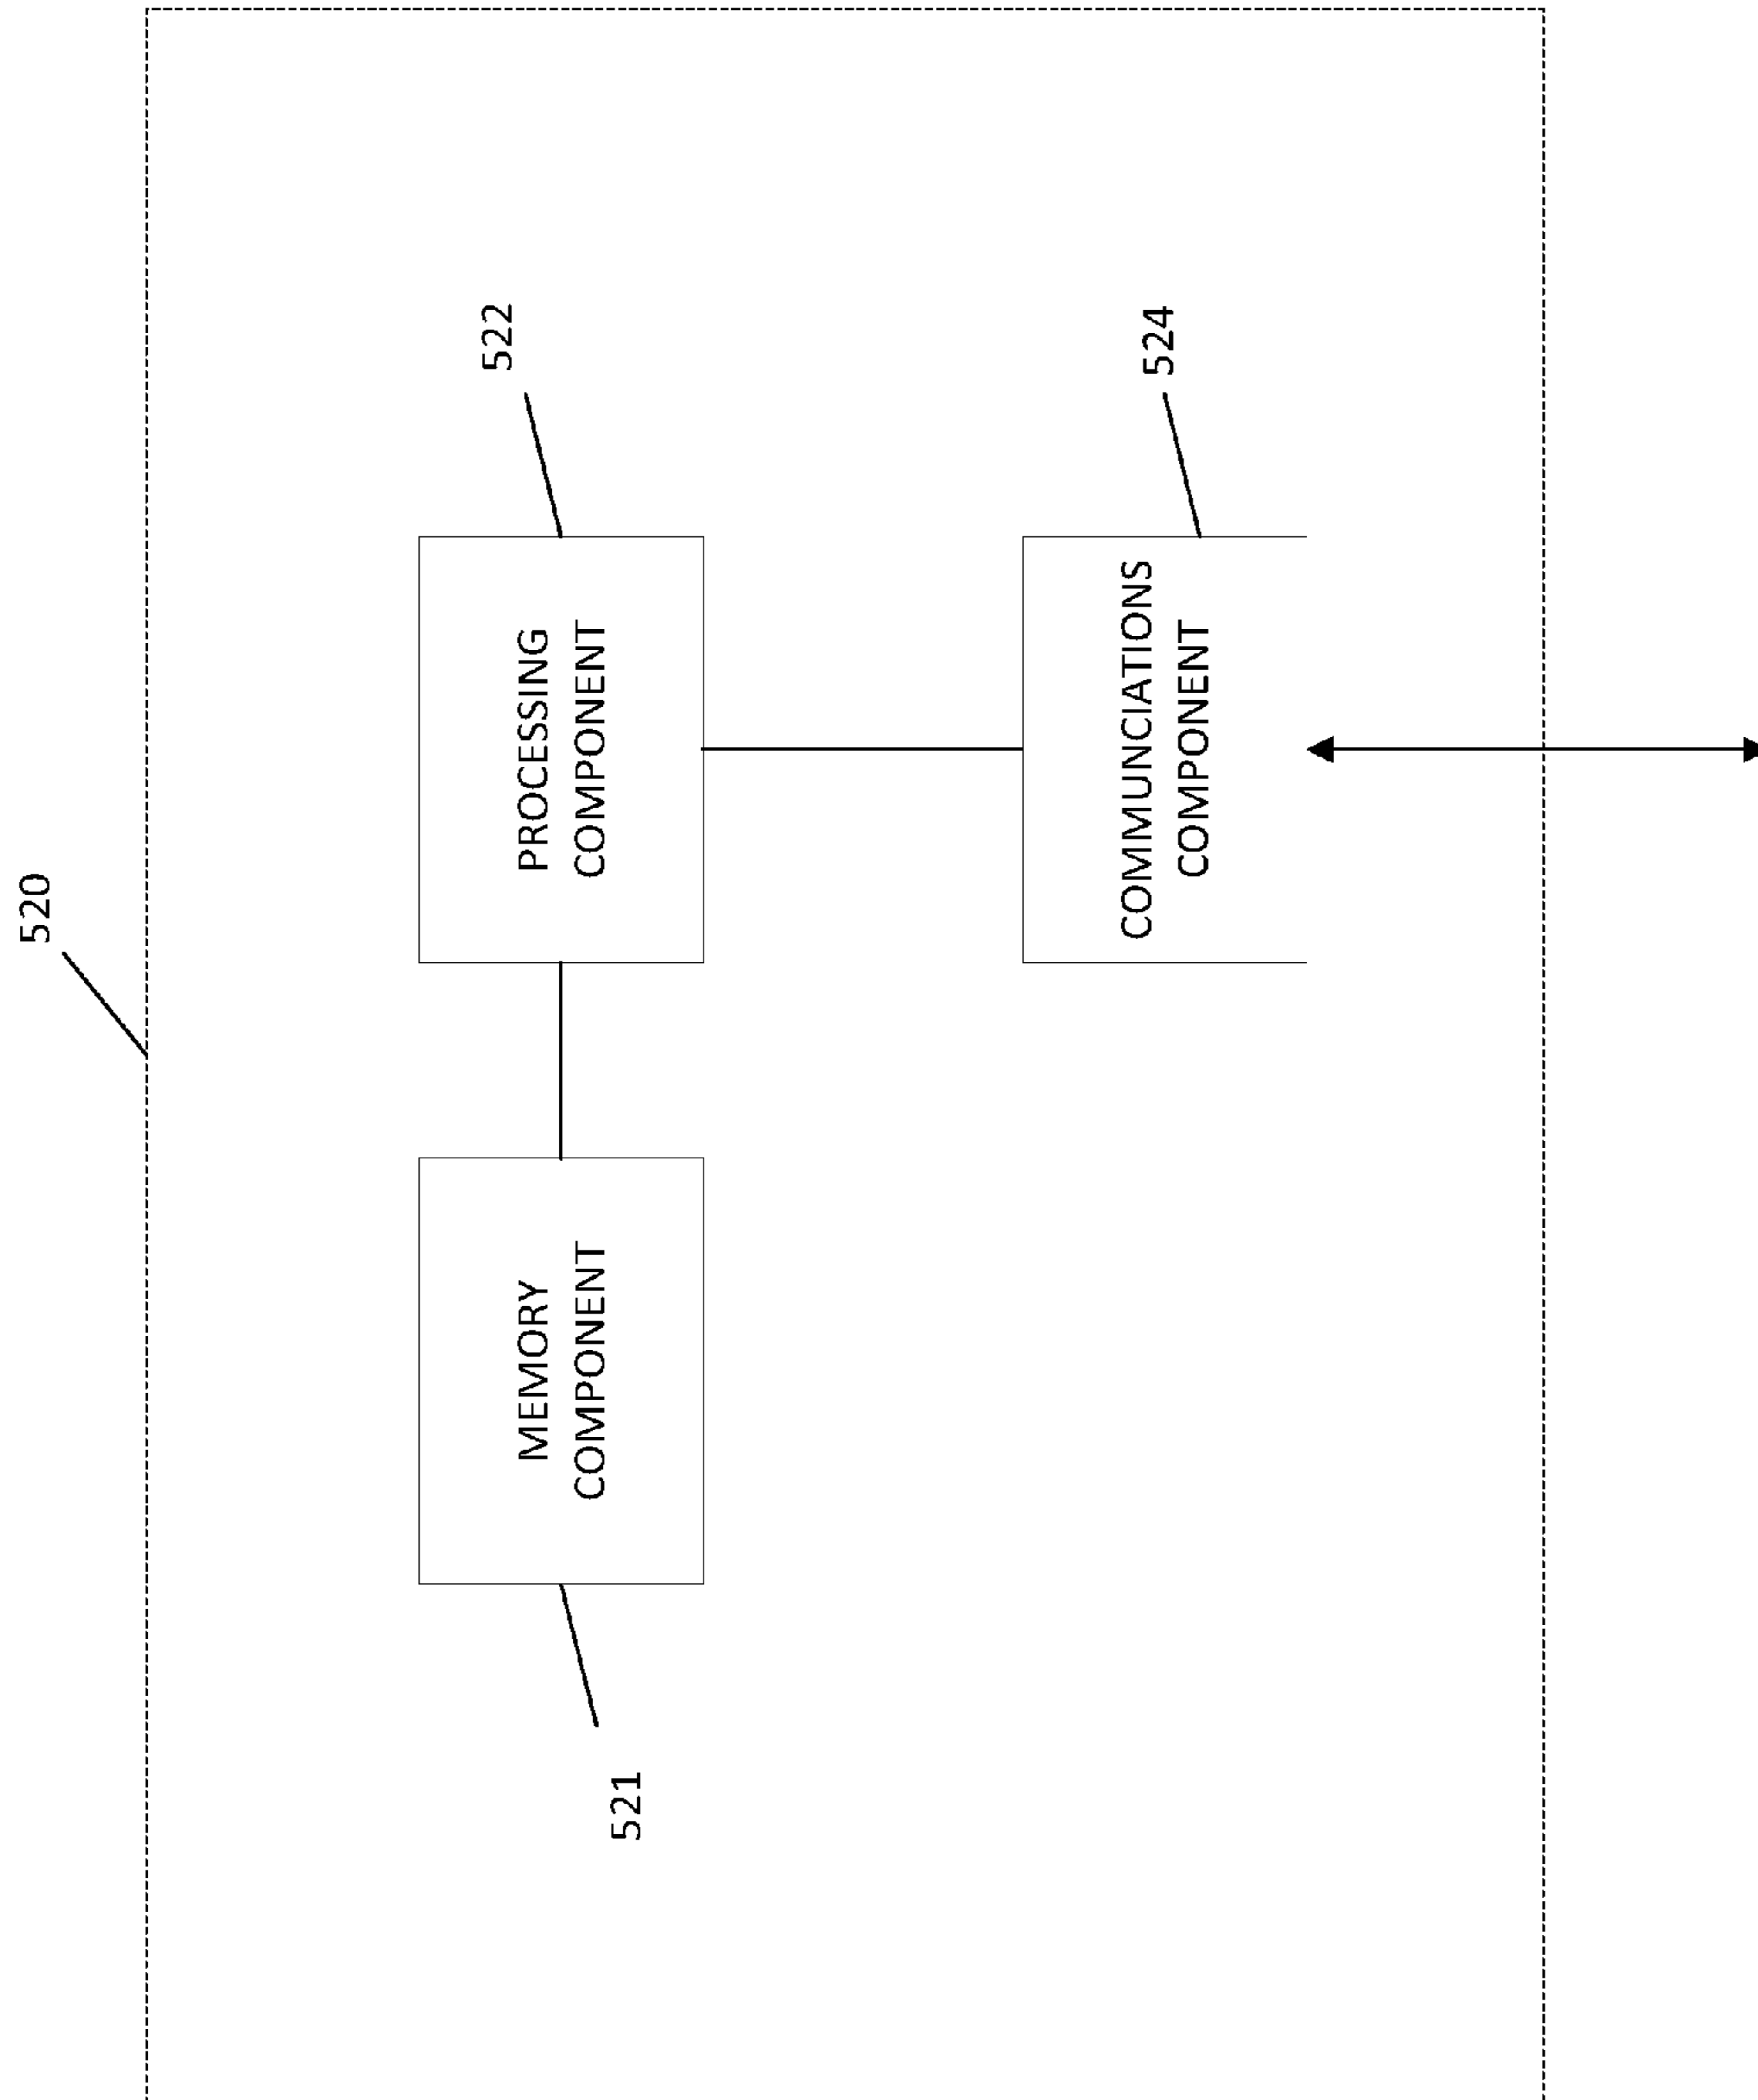 520
522
MEMORY
COMPONENT
PROCESSING
COMPONENT
521
524
COMMUNCIATIONS
COMPONENT